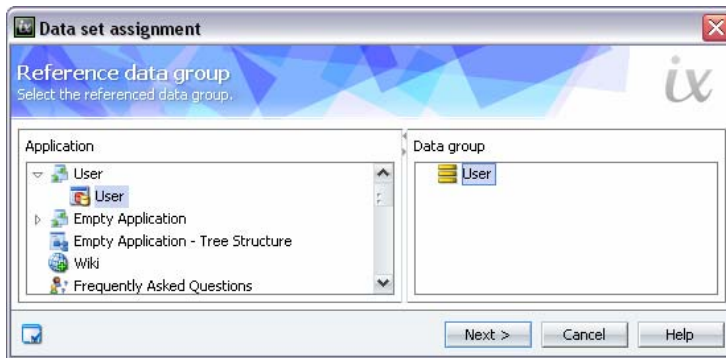 Data set assignment
Reference data group
Select the referenced data group.
ix
Application
User
User
Empty Application
Empty Application - Tree Structure
Wiki
Frequently Asked Questions
Data group
User
Next >
Cancel
Help